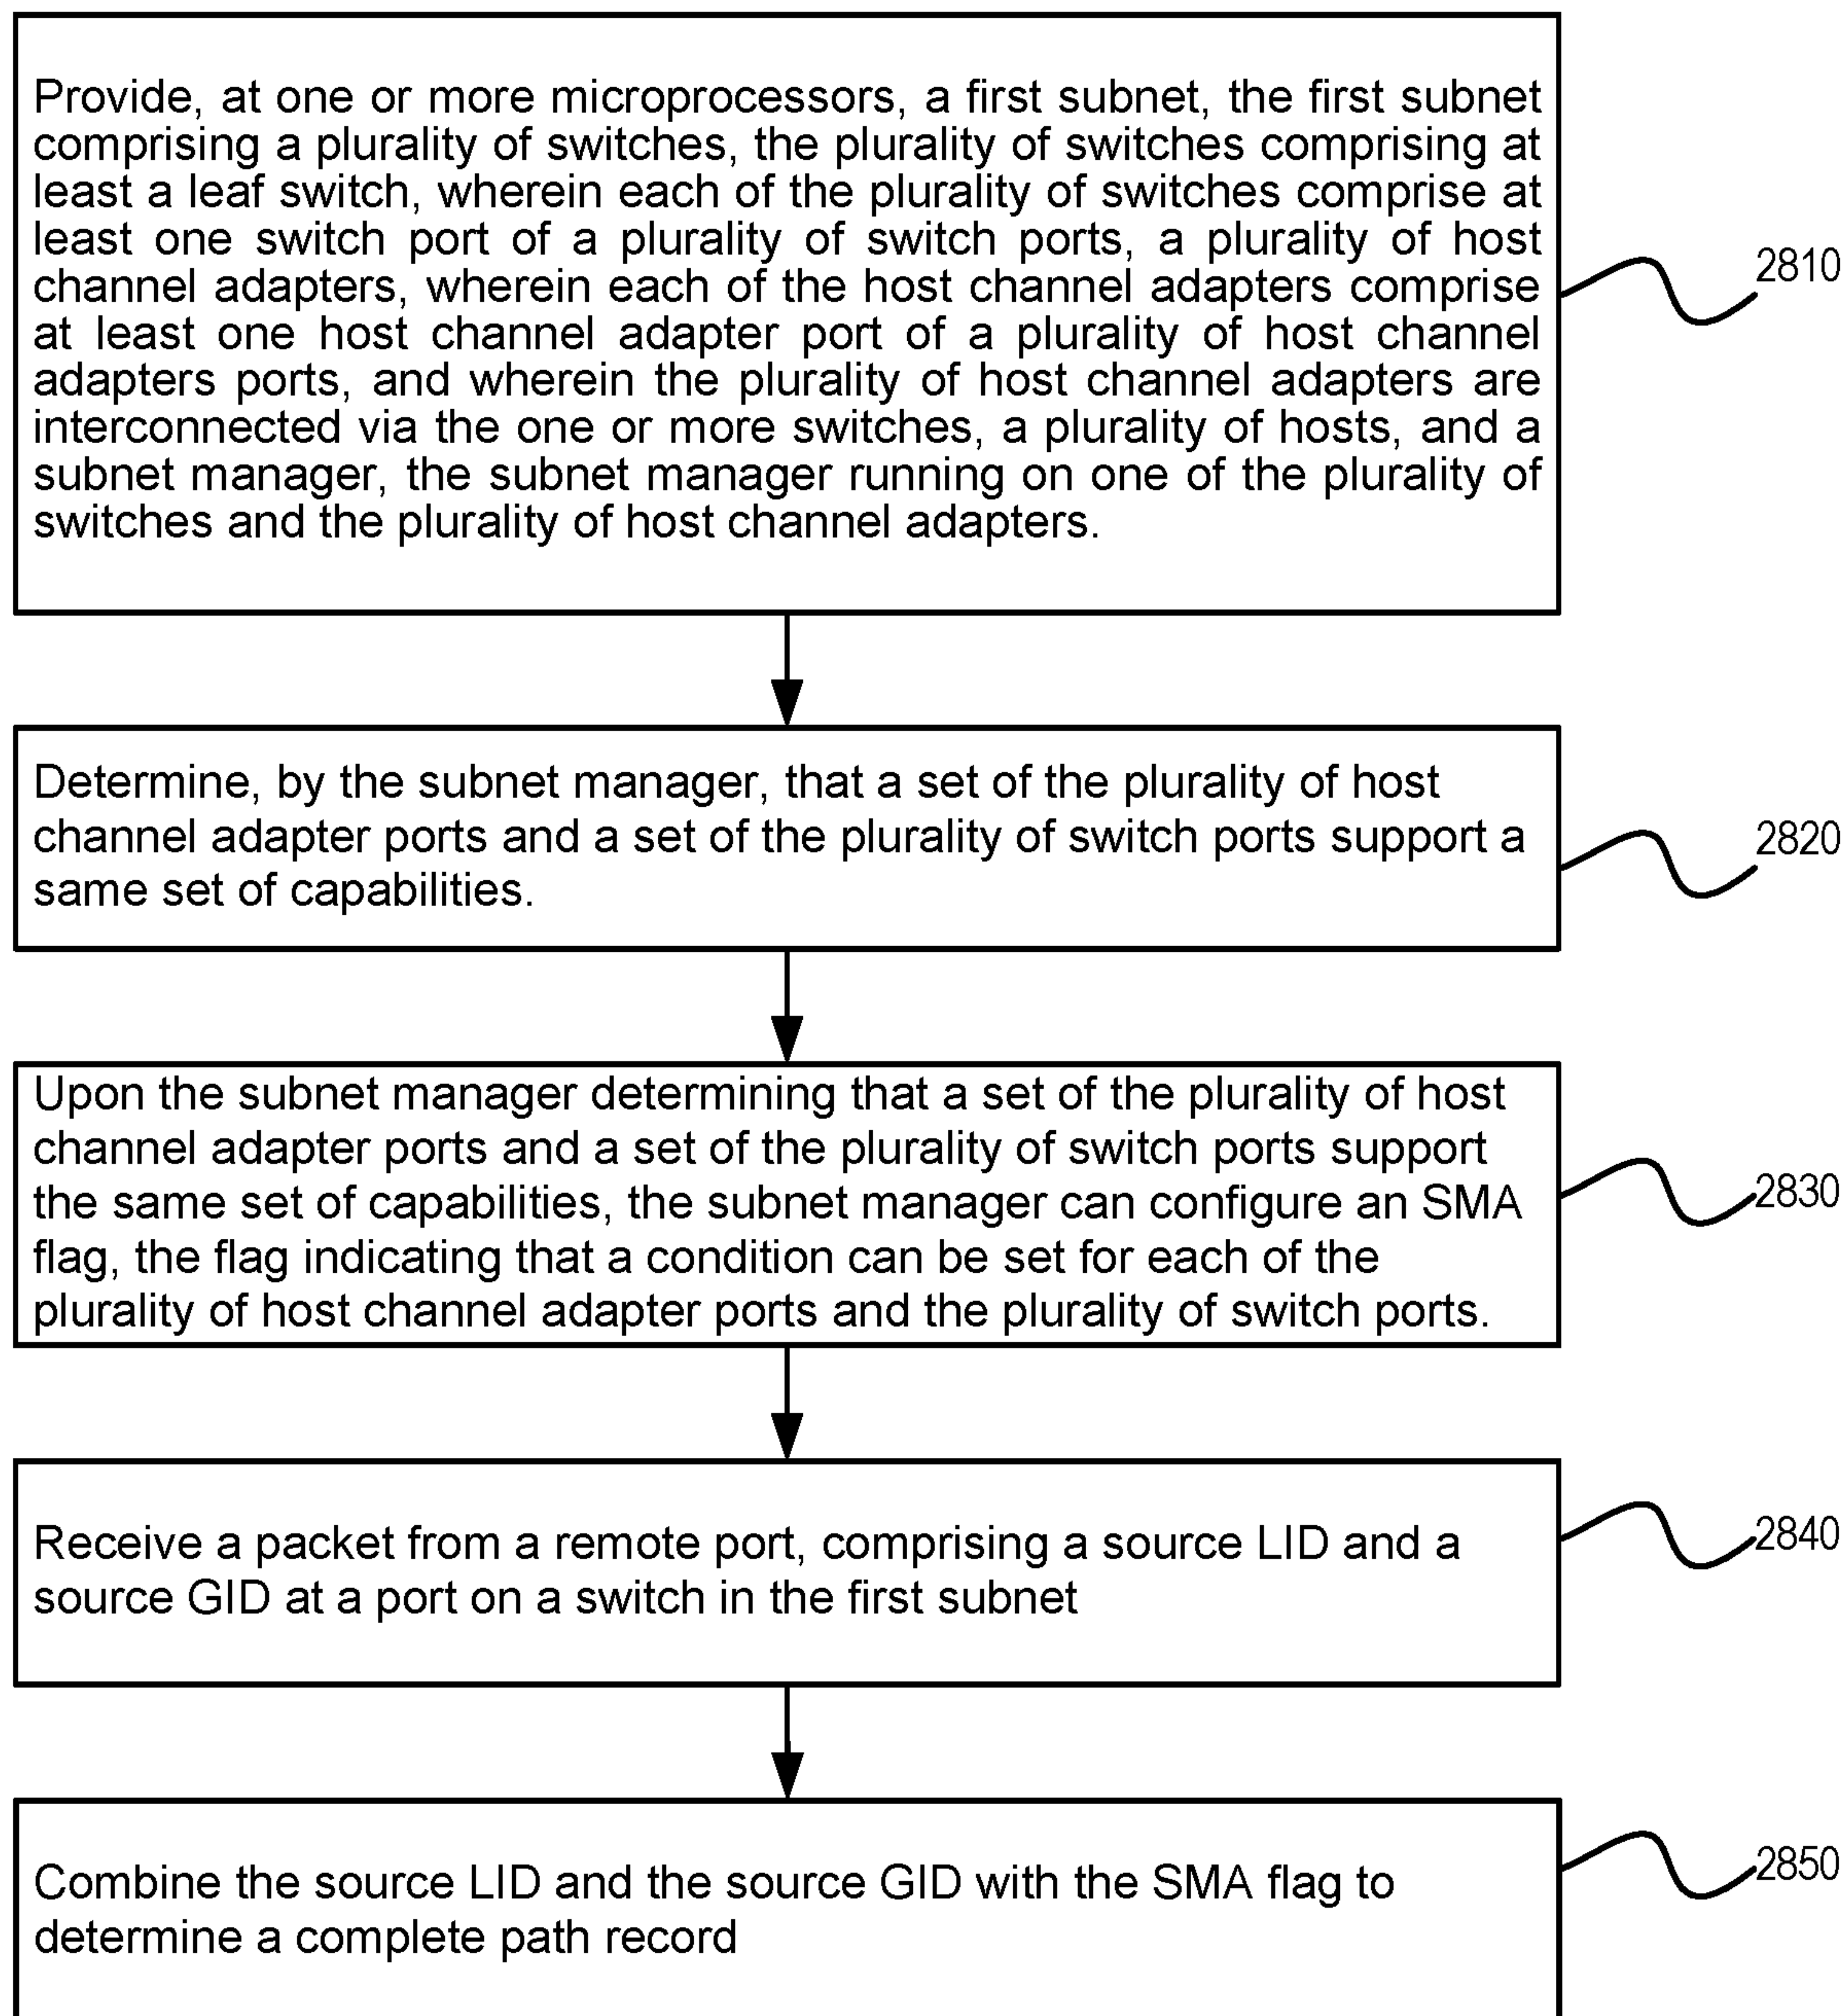 Provide, at one or more microprocessors, a first subnet, the first subnet
comprising a plurality of switches, the plurality of switches comprising at
least a leaf switch, wherein each of the plurality of switches comprise at
least one switch port of a plurality of switch ports, a plurality of host
channel adapters, wherein each of the host channel adapters comprise
at least one host channel adapter port of a plurality of host channel
adapters ports, and wherein the plurality of host channel adapters are
interconnected via the one or more switches, a plurality of hosts, and a
subnet manager, the subnet manager running on one of the plurality of
switches and the plurality of host channel adapters.
2810
Determine, by the subnet manager, that a set of the plurality of host
channel adapter ports and a set of the plurality of switch ports support a
same set of capabilities.
2820
Upon the subnet manager determining that a set of the plurality of host
channel adapter ports and a set of the plurality of switch ports support
the same set of capabilities, the subnet manager can configure an SMA
flag, the flag indicating that a condition can be set for each of the
plurality of host channel adapter ports and the plurality of switch ports.
2830
Receive a packet from a remote port, comprising a source LID and a
source GID at a port on a switch in the first subnet
2840
Combine the source LID and the source GID with the SMA flag to
determine a complete path record
2850